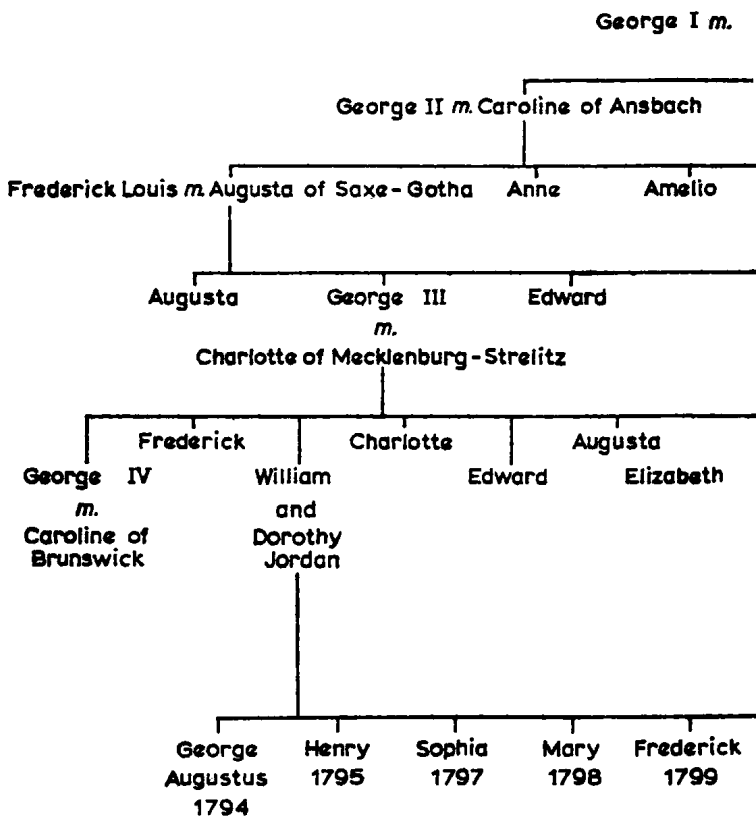 George I m.
George II m. Caroline of Ansbach
Frederick Louis m. Augusta of Saxe-Gotha Anne Amelio
Augusta George III Edward
m.
Charlotte of Mecklenburg-Strelitz
Frederick Charlotte Augusta
George IV William Edward Elizabeth
m. and
Caroline of Dorothy
Brunswick Jordan
George Henry Sophia Mary Frederick
Augustus 1795 1797 1798 1799
1794